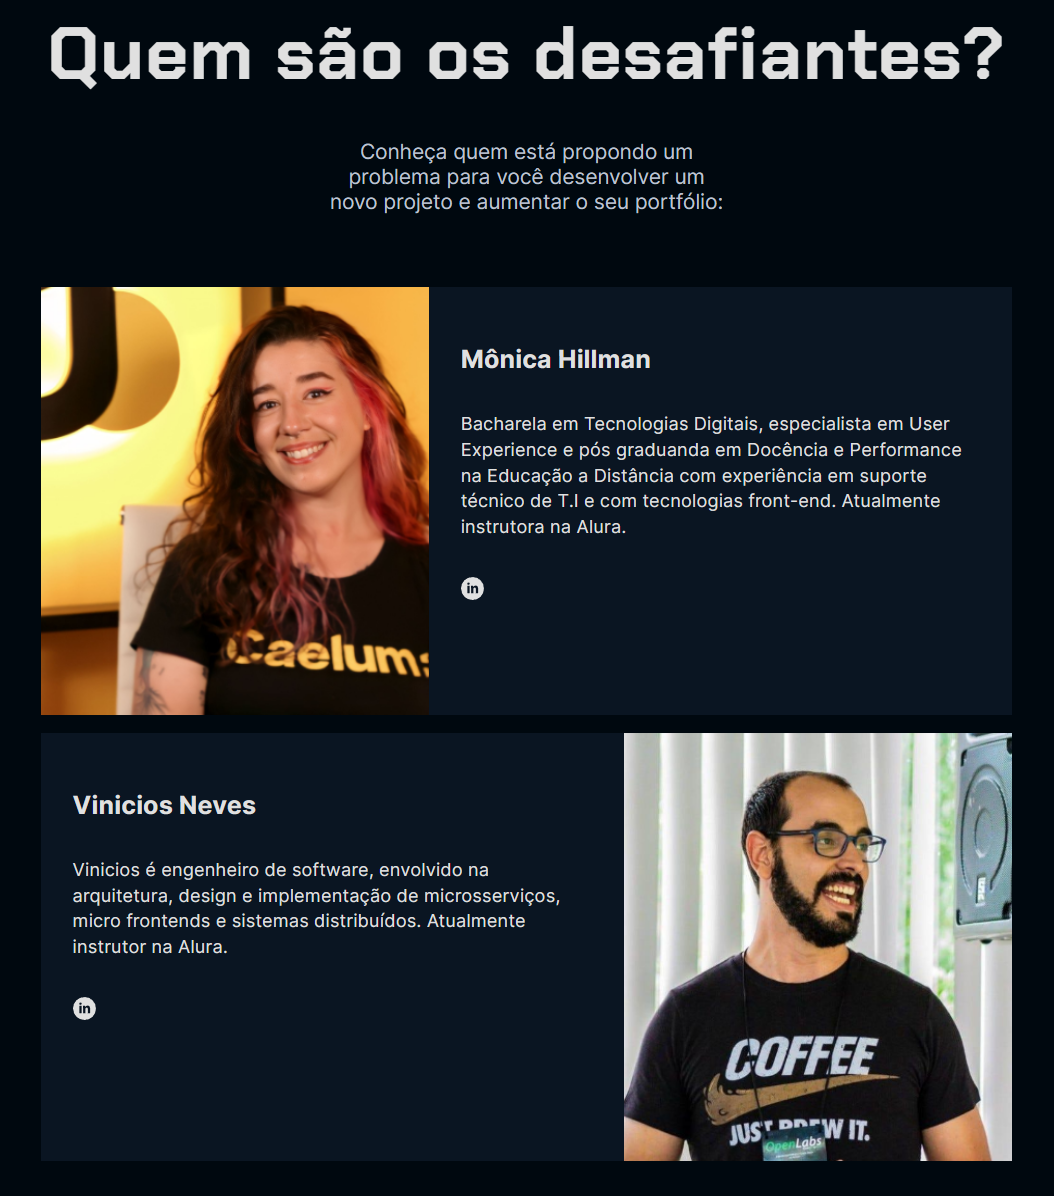 Quem são os desafiantes?
Conheça quem está propondo um
problema para você desenvolver um
novo projeto e aumentar o seu portfólio:
Mônica Hillman
Bacharela em Tecnologias Digitais, especialista em User
Experience e pós graduanda em Docência e Performance
na Educação a Distância com experiência em suporte
técnico de T.I e com tecnologias front-end. Atualmente
instrutora na Alura.
in
Caelum
Vinicios Neves
Vinicios é engenheiro de software, envolvido na
arquitetura, design e implementação de microsserviços,
micro frontends e sistemas distribuídos. Atualmente
instrutor na Alura.
in
COFFEE
JUST BREW IT.
OpenLabs